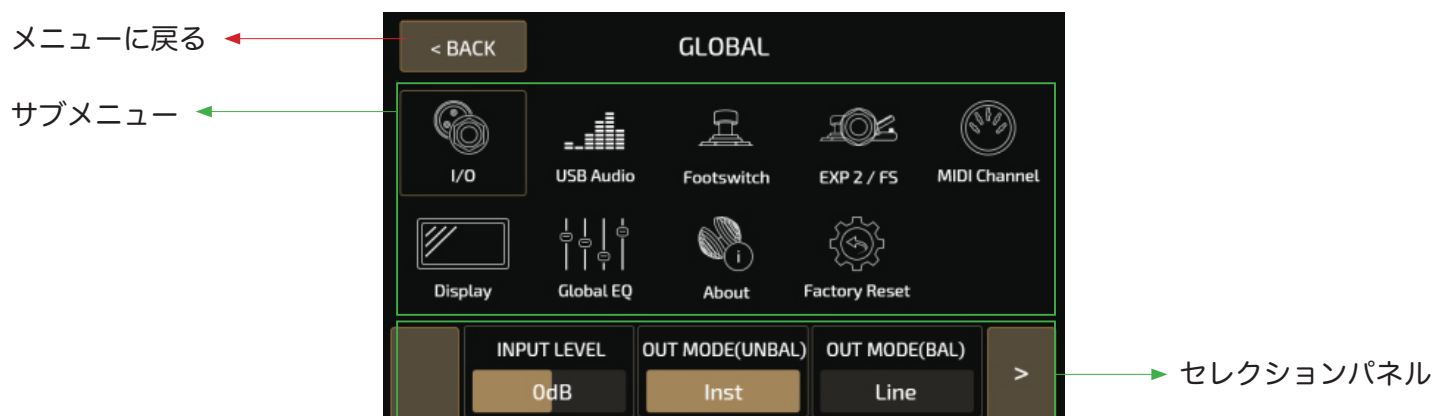 メニューに戻る
< BACK
GLOBAL
サブメニュー
I/O
USB Audio
Footswitch
EXP 2 / FS
MIDI Channel
Display
Global EQ
About
Factory Reset
INPUT LEVEL
OUT MODE(UNBAL)
OUT MODE(BAL)
0dB
Inst
Line
>
セレクションパネル